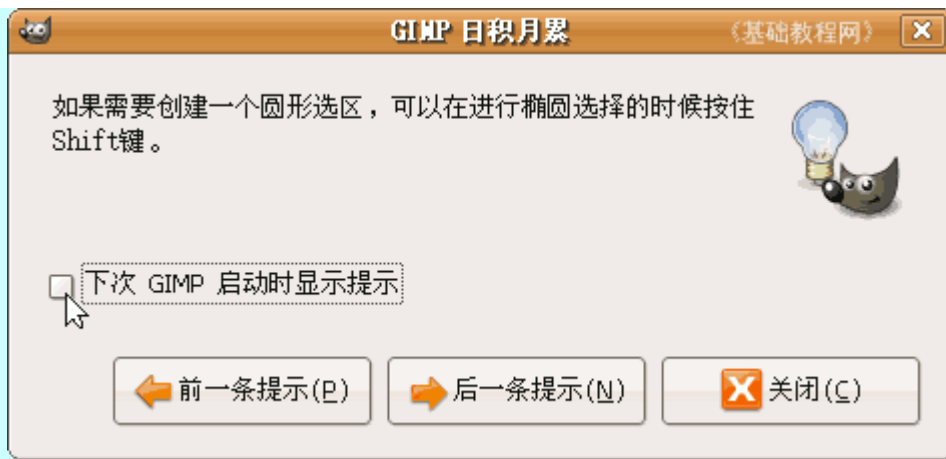 GIMP 日积月累 《基础教程网》
如果需要创建一个圆形选区，可以在进行椭圆选择的时候按住
Shift键。
下次 GIMP 启动时显示提示
前一条提示(P) 后一条提示(N) 关闭(C)